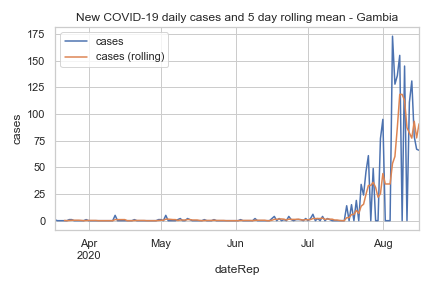 New COVID-19 daily cases and 5 day rolling mean - Gambia
cases
cases (rolling)
175
150
125
100
75
50
25
0
cases
Apr
2020
May
Jun
Jul
Aug
dateRep